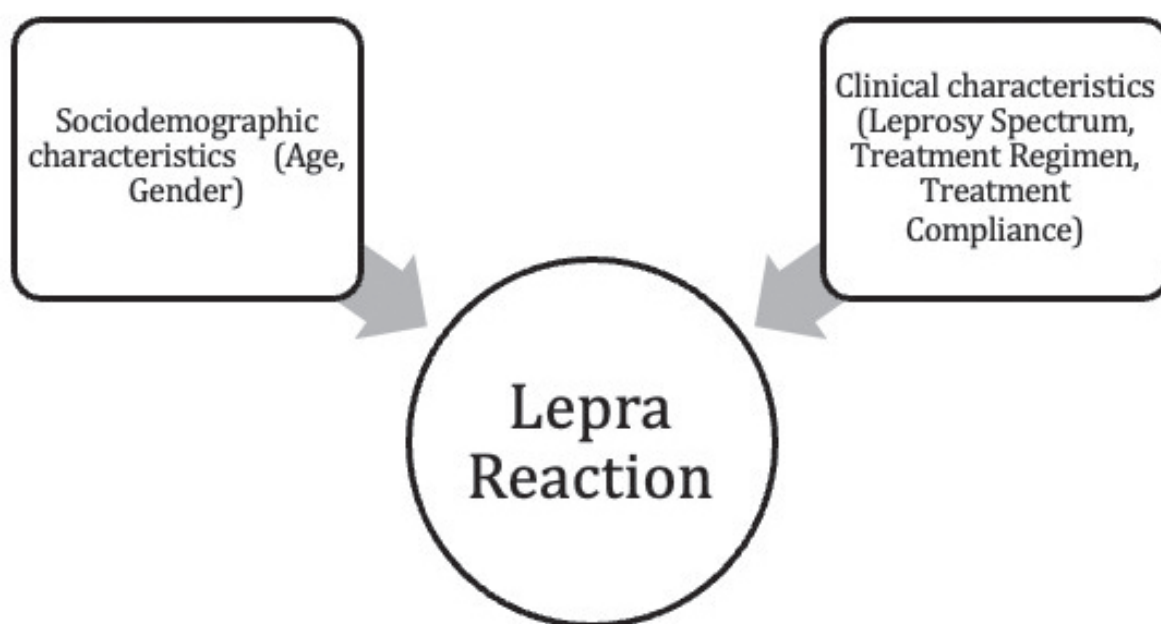 Sociodemographic
characteristics (Age,
Gender)
Clinical characteristics
(Leprosy Spectrum,
Treatment Regimen,
Treatment
Compliance)
Lepra
Reaction